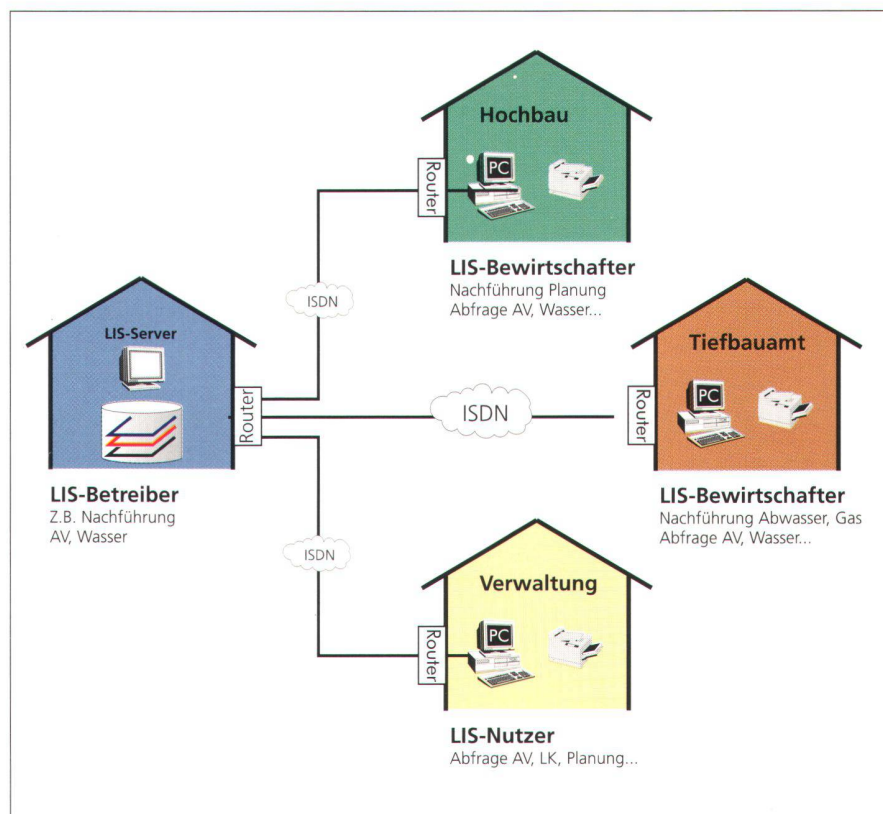 Hochbau
PC
Router
LIS-Bewirtschafter
Nachführung Planung
Abfrage AV, Wasser...
ISDN
LIS-Server
Router
LIS-Betreiber
Z.B. Nachführung
AV, Wasser
ISDN
Tiefbauamt
PC
Router
LIS-Bewirtschafter
Nachführung Abwasser, Gas
Abfrage AV, Wasser...
ISDN
Verwaltung
PC
Router
LIS-Nutzer
Abfrage AV, LK, Planung...